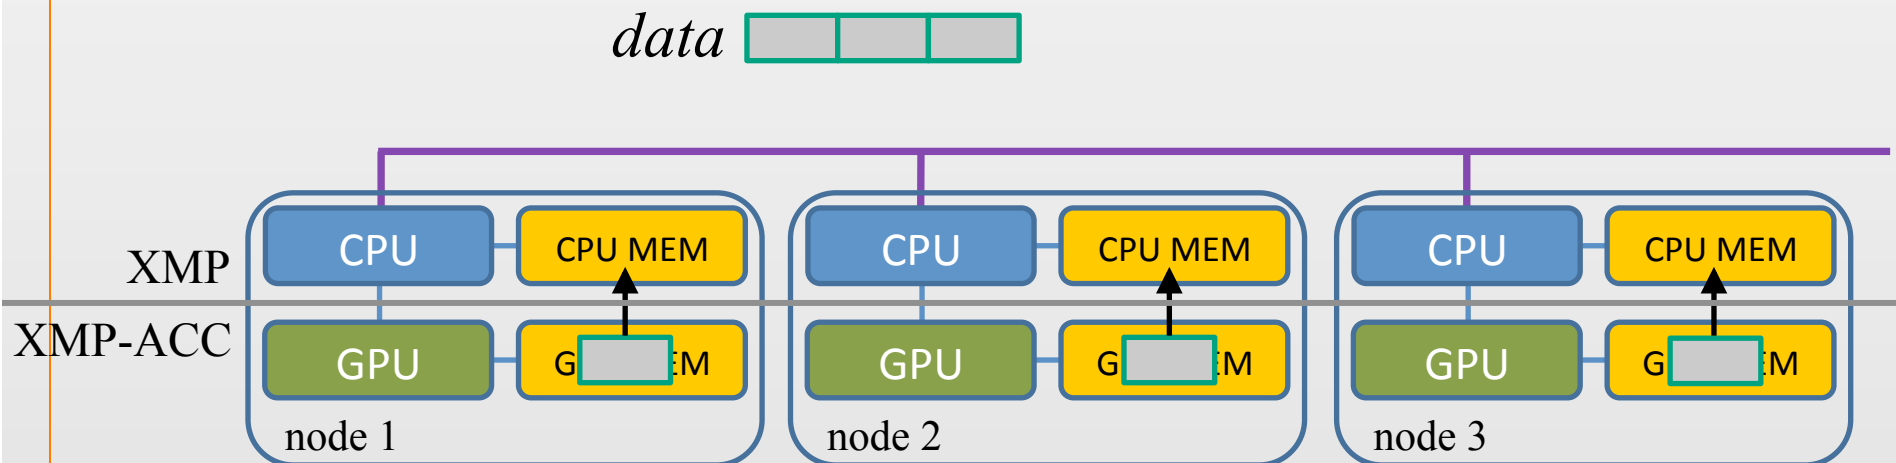 data
XMP
CPU CPU MEM CPU CPU MEM CPU CPU MEM
XMP-ACC
GPU GPU GPU
node 1 node 2 node 3